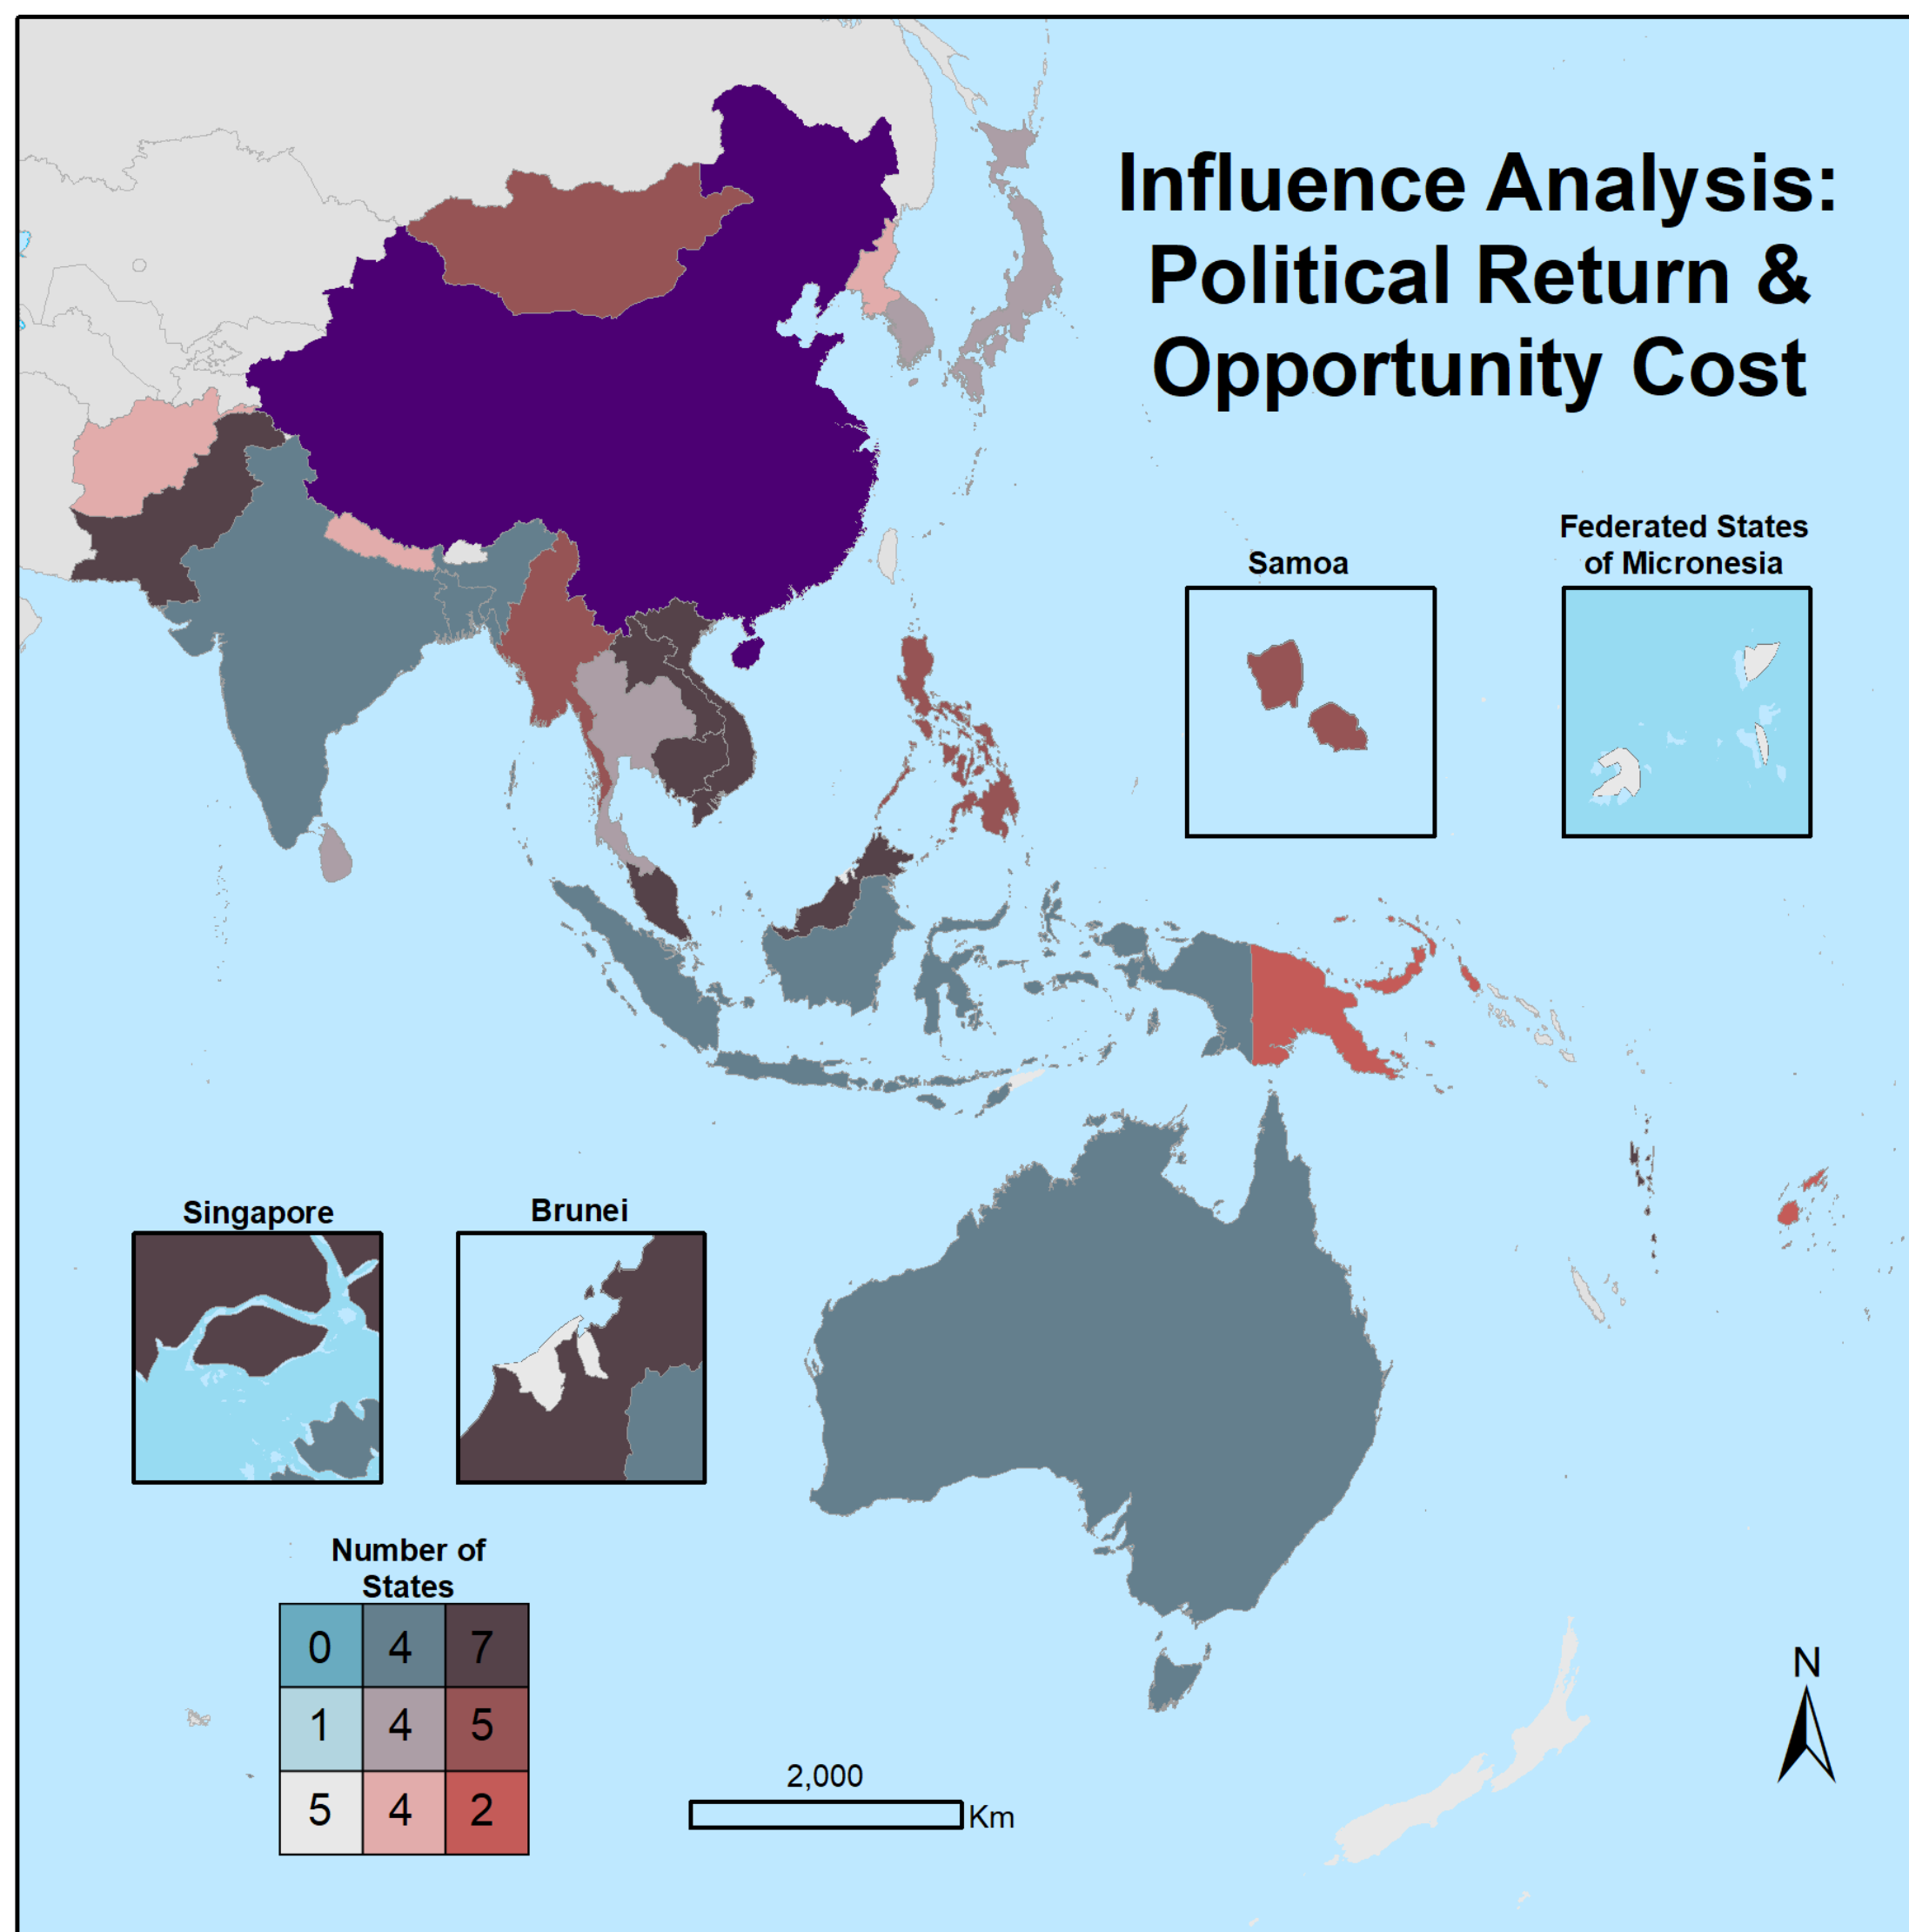 Influence Analysis:
Political Return &
Opportunity Cost
Samoa
Federated States
of Micronesia
Singapore
Brunei
Number of
States
0 4 7
1 4 5
5 4 2
2,000
Km
N